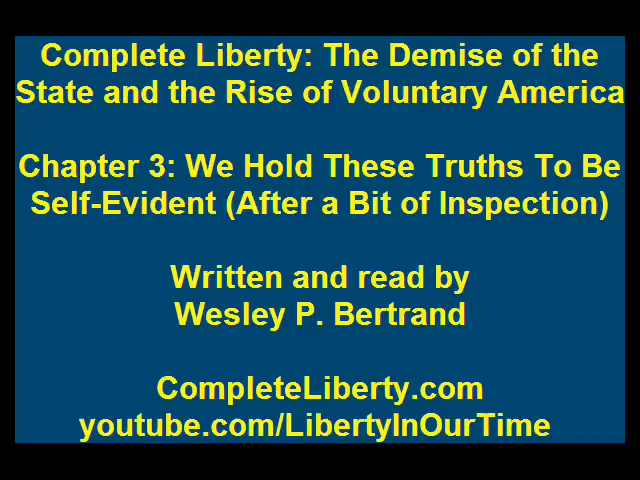 Complete Liberty: The Demise of the
State and the Rise of Voluntary America
Chapter 3: We Hold These Truths To Be
Self-Evident (After a Bit of Inspection)
Written and read by
Wesley P. Bertrand
CompleteLiberty.com
youtube.com/LibertyInOurTime